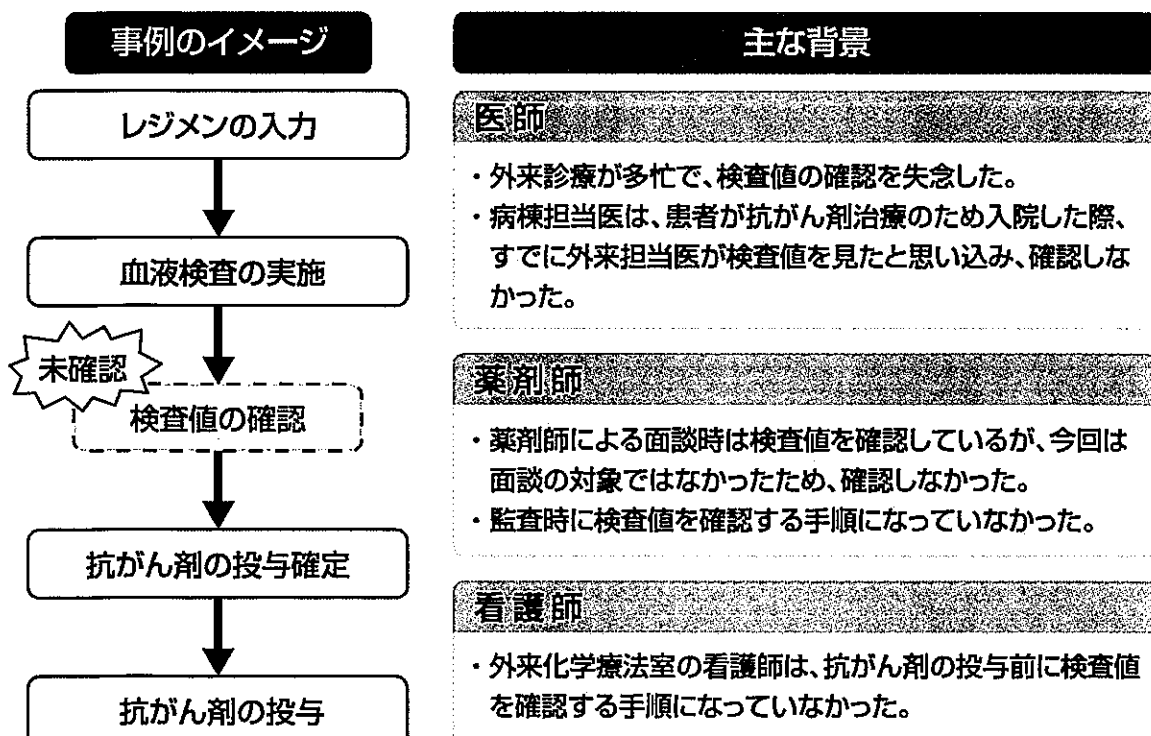 事例のイメージ
レジメンの入力
血液検査の実施
未確認
検査値の確認
抗がん剤の投与確定
抗がん剤の投与
主な背景
医師
・外来診療が多忙で、検査値の確認を失念した。
・病棟担当医は、患者が抗がん剤治療のため入院した際、
すでに外来担当医が検査値を見たと思い込み、確認しな
かった。
薬剤師
・薬剤師による面談時は検査値を確認しているが、今回は
面談の対象ではなかったため、確認しなかった。
・監査時に検査値を確認する手順になっていなかった。
看護師
・外来化学療法室の看護師は、抗がん剤の投与前に検査値
を確認する手順になっていなかった。